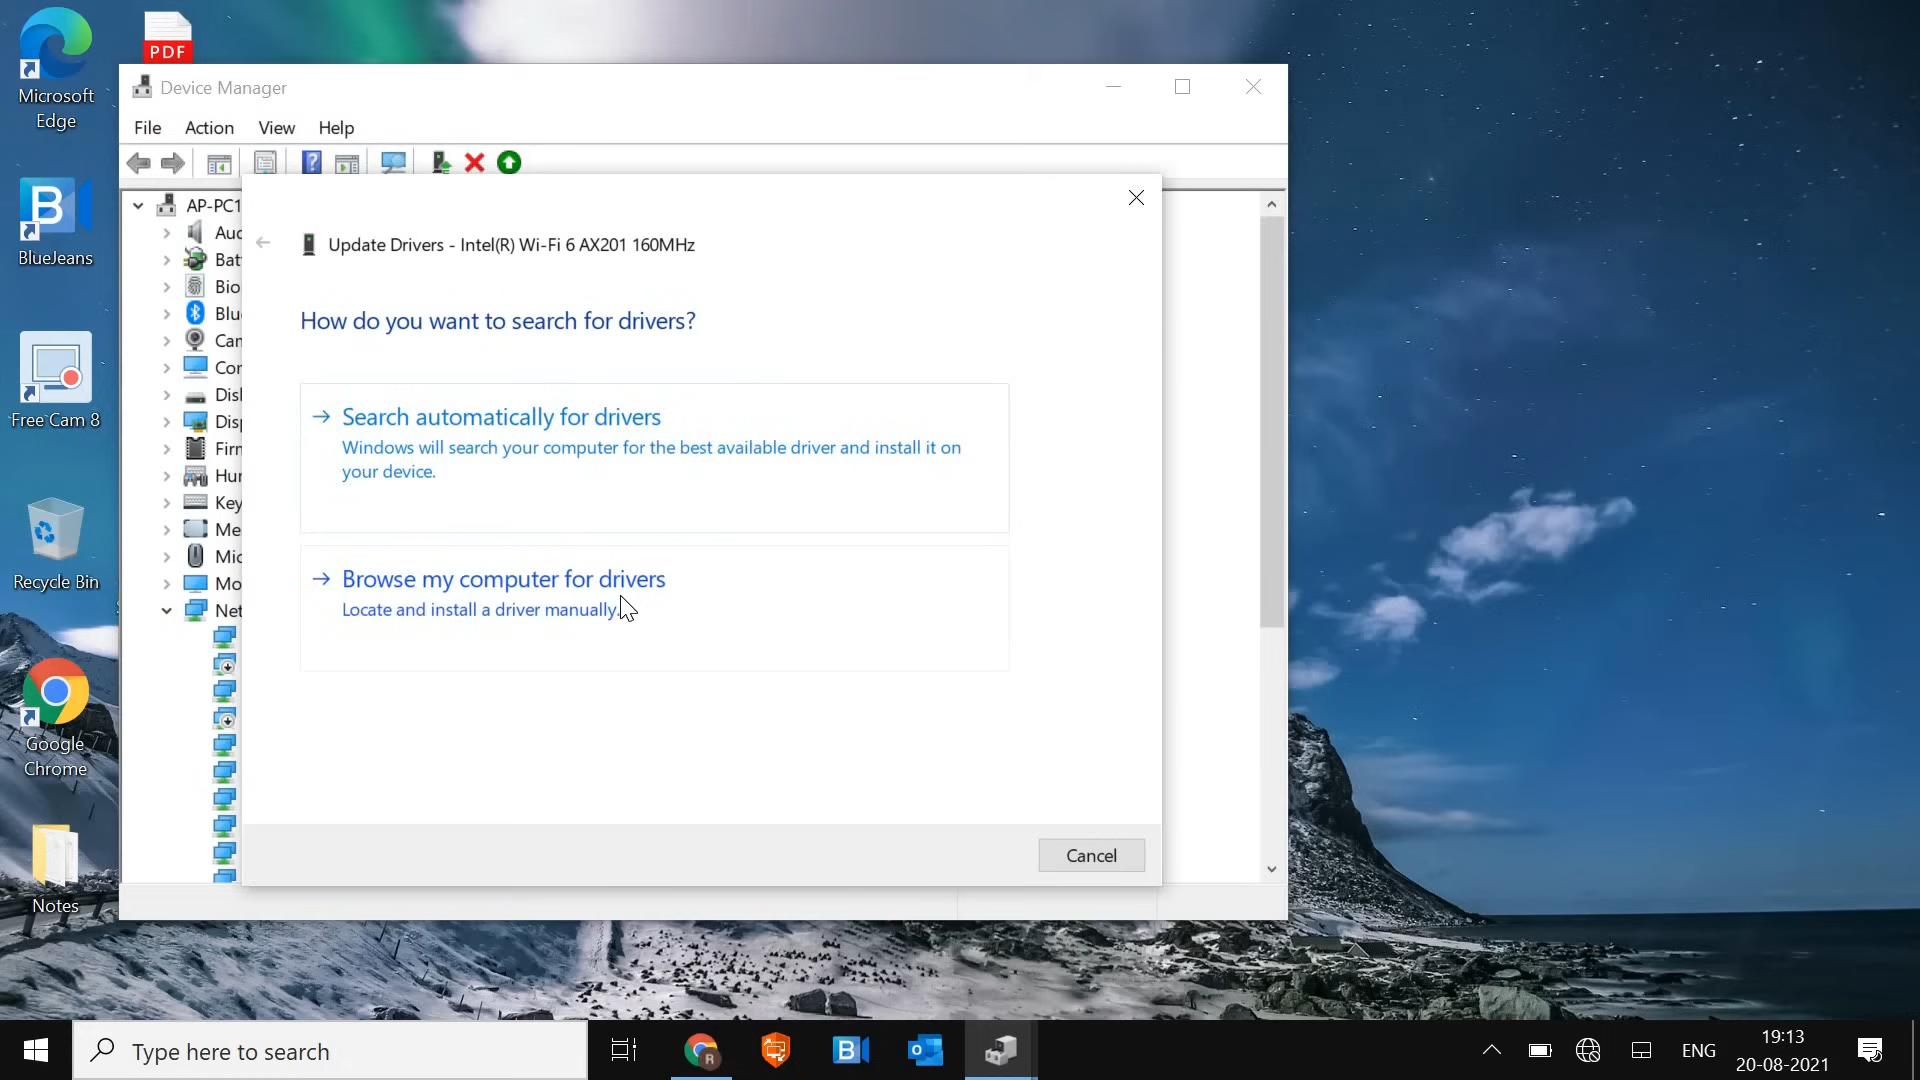 Microsoft
Edge
PDF
BlueJeans
Free Cam 8
Recycle Bin
Google
Chrome
Notes
Device Manager
File Action View Help
AP-PC1
Aud
Bat
Bio
Blu
Can
Cor
Disl
Disp
Firn
Hur
Key
Me
Mic
Mo
Net
Update Drivers - Intel(R) Wi-Fi 6 AX201 160MHz
How do you want to search for drivers?
Search automatically for drivers
Windows will search your computer for the best available driver and install it on
your device.
Browse my computer for drivers
Locate and install a driver manually.
Cancel
Type here to search
ENG
19:13
20-08-2021